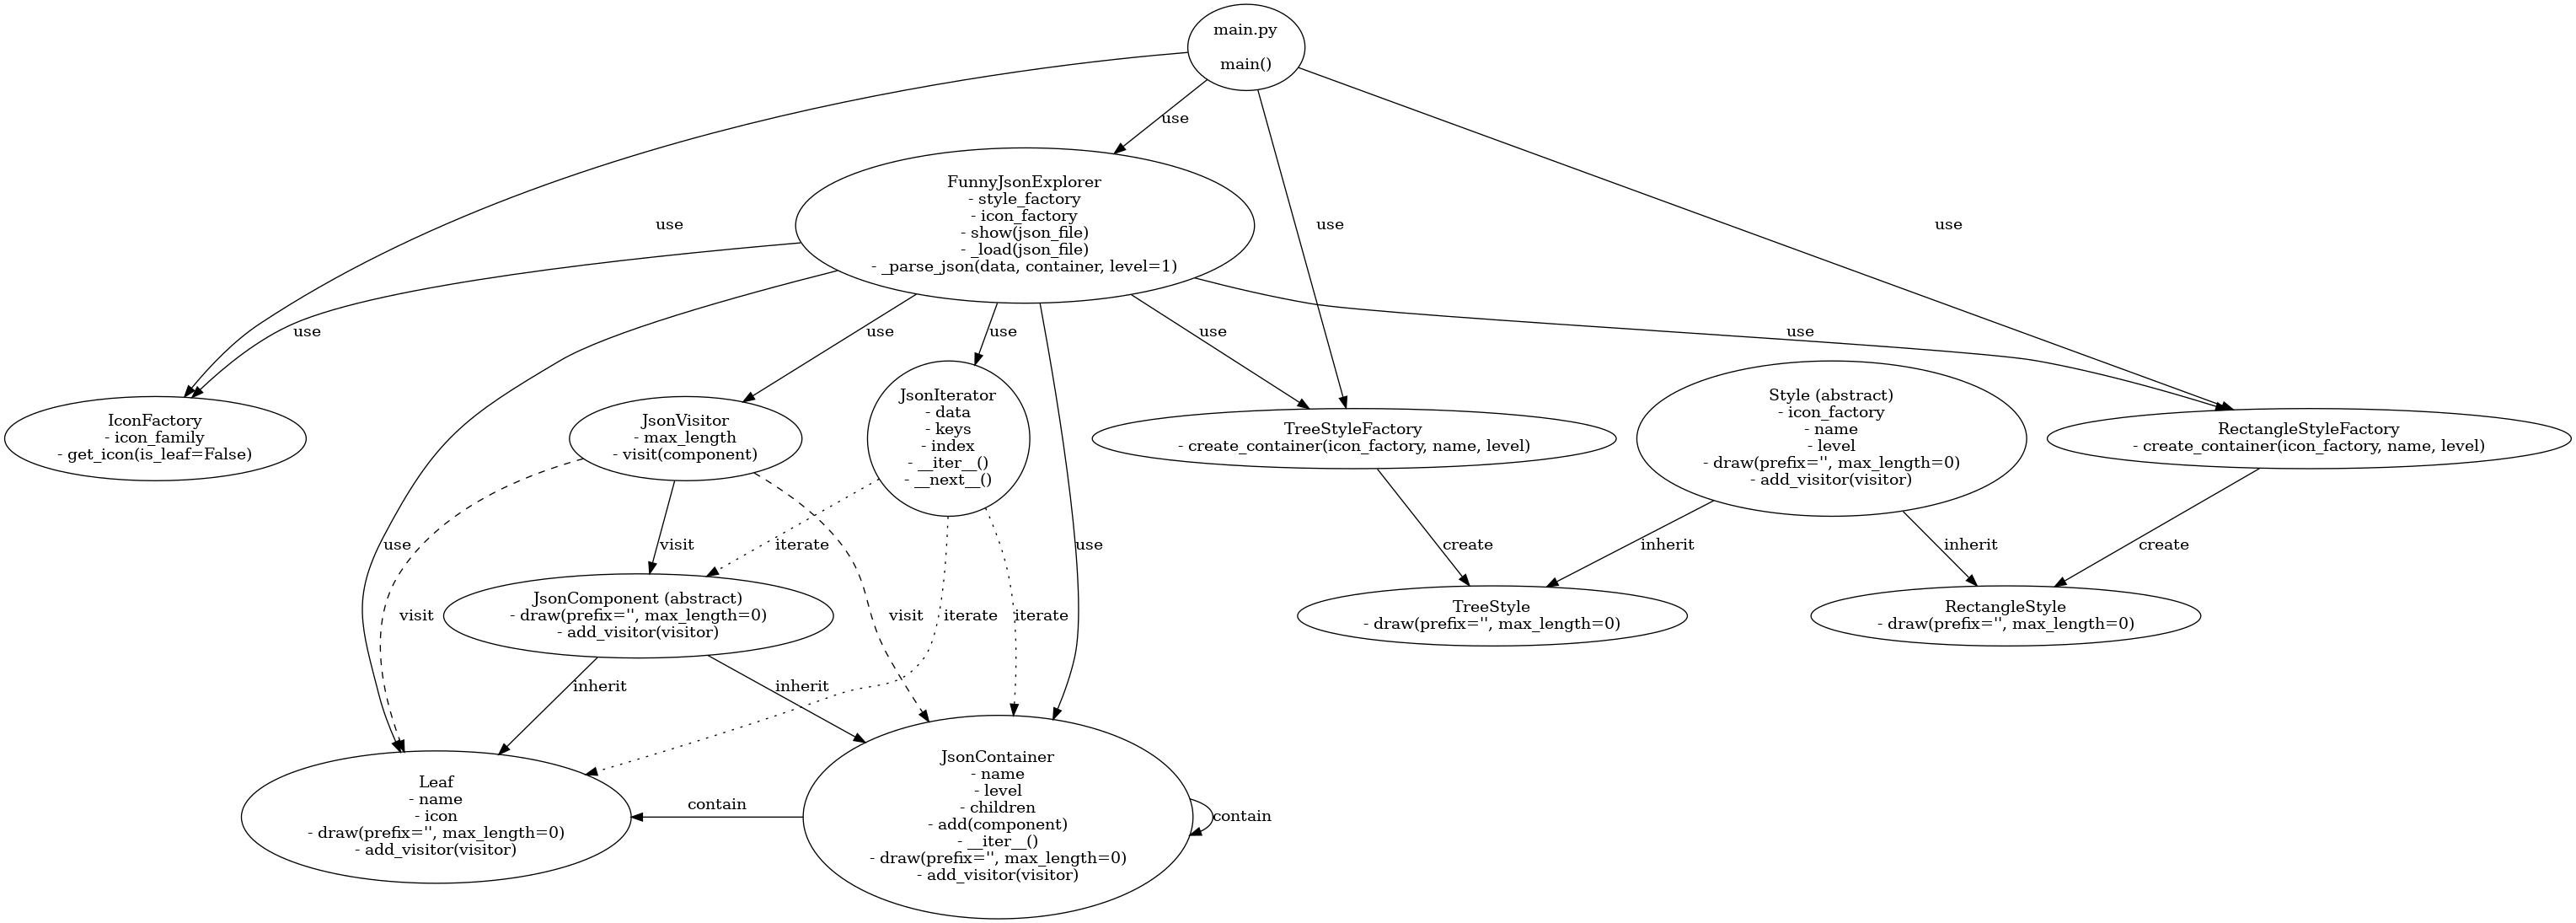 main.py
main()
use
FunnyJsonExplorer
- style_factory
- icon_factory
- show(json_file)
- _load(json_file)
- _parse_json(data, container, level=1)
use
use
use
use
use
use
use
use
IconFactory
- icon_family
- get_icon(is_leaf=False)
JsonVisitor
- max_length
- visit(component)
JsonIterator
- data
- keys
- index
- __iter__()
- __next__()
TreeStyleFactory
- create_container(icon_factory, name, level)
Style (abstract)
- icon_factory
- name
- level
- draw(prefix='', max_length=0)
- add_visitor(visitor)
RectangleStyleFactory
- create_container(icon_factory, name, level)
use
visit
iterate
use
create
inherit
inherit
create
visit
JsonComponent (abstract)
- draw(prefix='', max_length=0)
- add_visitor(visitor)
visit
iterate
iterate
TreeStyle
- draw(prefix='', max_length=0)
RectangleStyle
- draw(prefix='', max_length=0)
inherit
inherit
Leaf
- name
- icon
- draw(prefix='', max_length=0)
- add_visitor(visitor)
contain
JsonContainer
- name
- level
- children
- add(component)
- __iter__()
- draw(prefix='', max_length=0)
- add_visitor(visitor)
contain